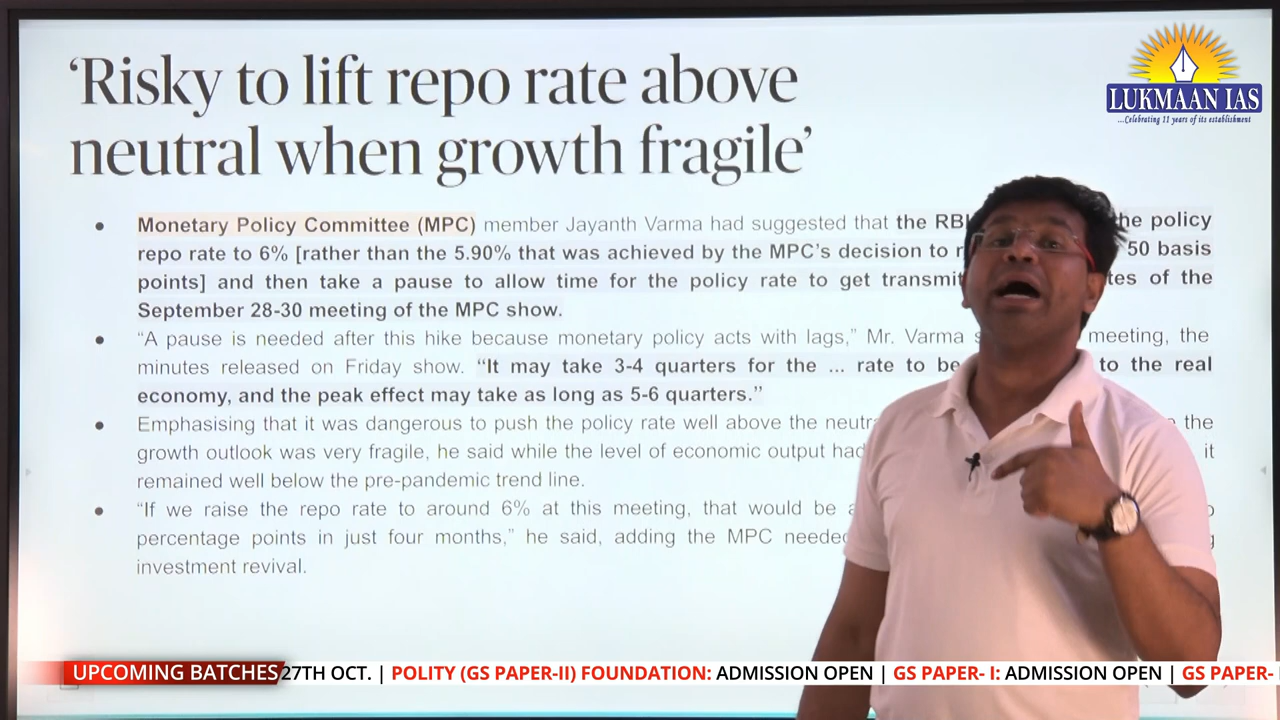 ‘Risky to lift repo rate above
neutral when growth fragile’
LUKMAAN IAS
...Celebrating 11 years of its establishment
● Monetary Policy Committee (MPC) member Jayanth Varma had suggested that the RBI the policy
repo rate to 6% [rather than the 5.90% that was achieved by the MPC’s decision to 50 basis
points] and then take a pause to allow time for the policy rate to get of the
September 28-30 meeting of the MPC show.
● “A pause is needed after this hike because monetary policy acts with lags,” Mr. Varma meeting, the
minutes released on Friday show. “It may take 3-4 quarters for the ... rate to be to the real
economy, and the peak effect may take as long as 5-6 quarters.”
● Emphasising that it was dangerous to push the policy rate well above the the
growth outlook was very fragile, he said while the level of economic output had it
remained well below the pre-pandemic trend line.
● “If we raise the repo rate to around 6% at this meeting, that would be
percentage points in just four months,” he said, adding the MPC
investment revival.
UPCOMING BATCHES 27TH OCT. | POLITY (GS PAPER-II) FOUNDATION: ADMISSION OPEN | GS PAPER- I: ADMISSION OPEN | GS PAPER-